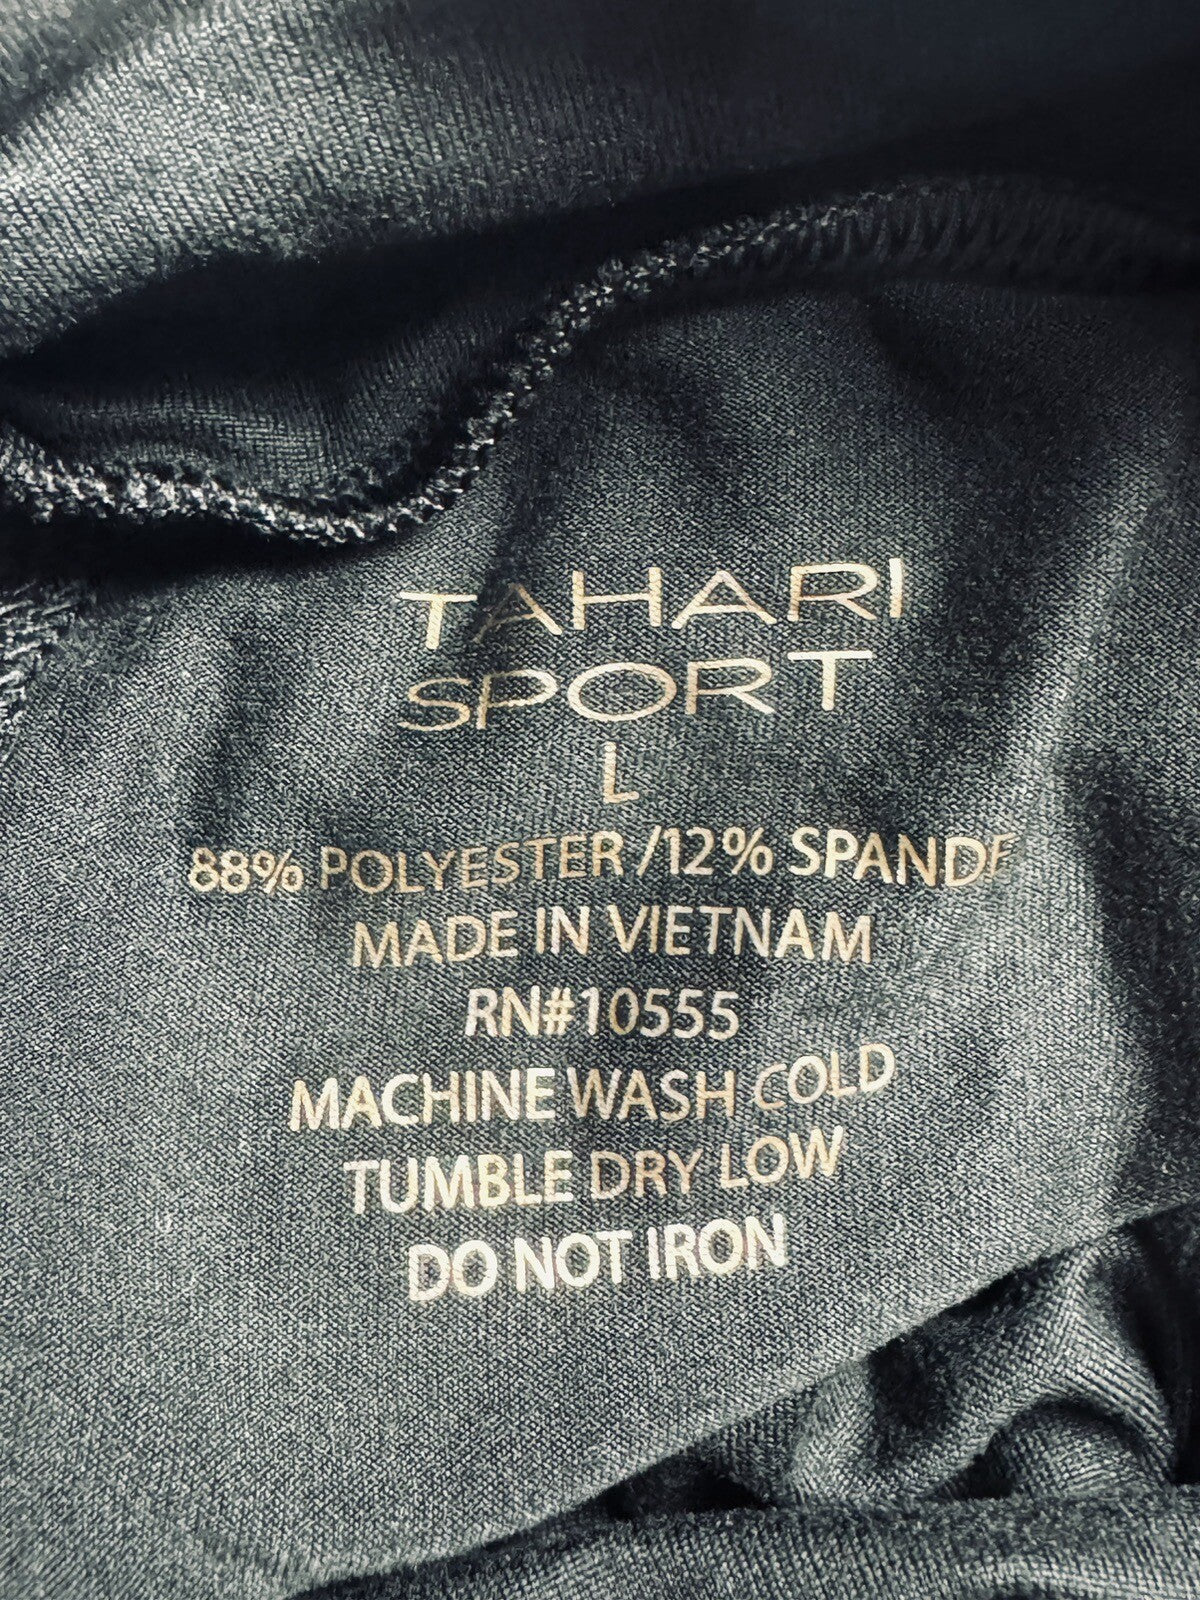 TAHARI
SPORT
L
88% POLYESTER /12% SPANDE
MADE IN VIETNAM
RN#10555
MACHINE WASH COLD
TUMBLE DRY LOW
DO NOT IRON